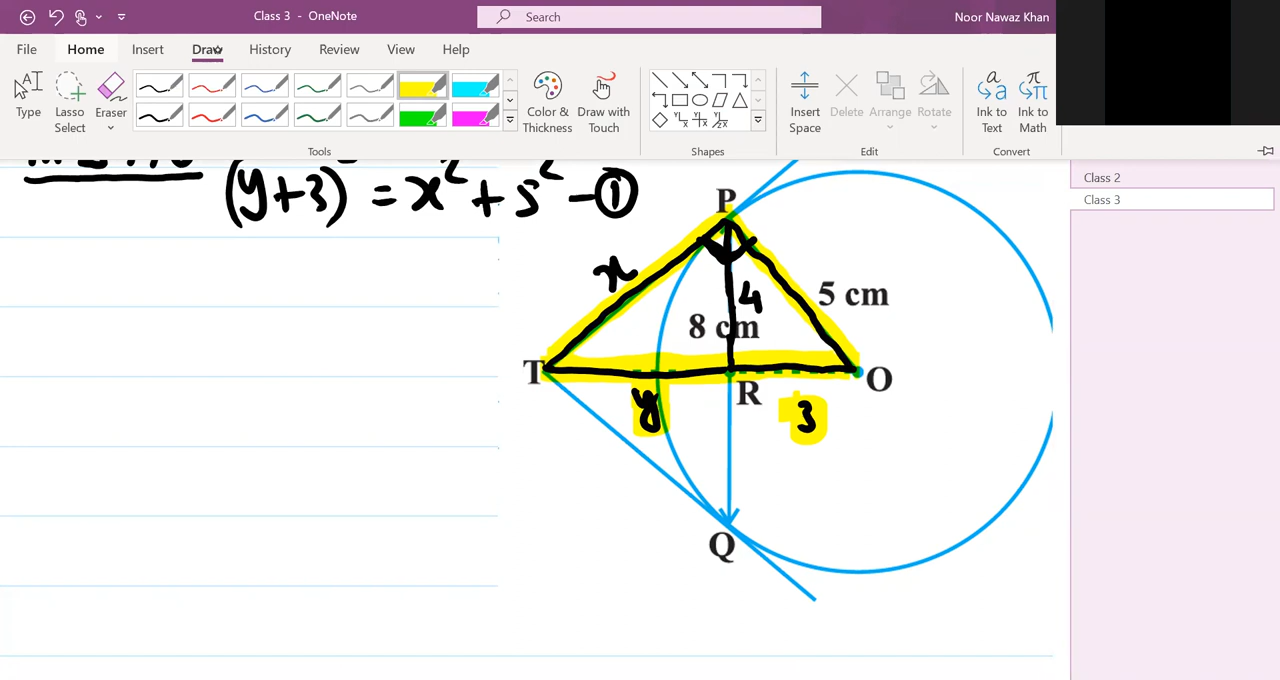 Class 3 - OneNote
Search
Noor Nawaz Khan
File Home Insert Draw History Review View Help
Type
Lasso Select
Eraser
Color & Thickness
Draw with Touch
Insert Space
Delete
Arrange
Rotate
Ink to Text
Ink to Math
Tools
Shapes
Edit
Convert
Class 2
Class 3
(y+3) = x² + 5² - ①
P
x
4
5 cm
8 cm
T
R
O
y
3
Q